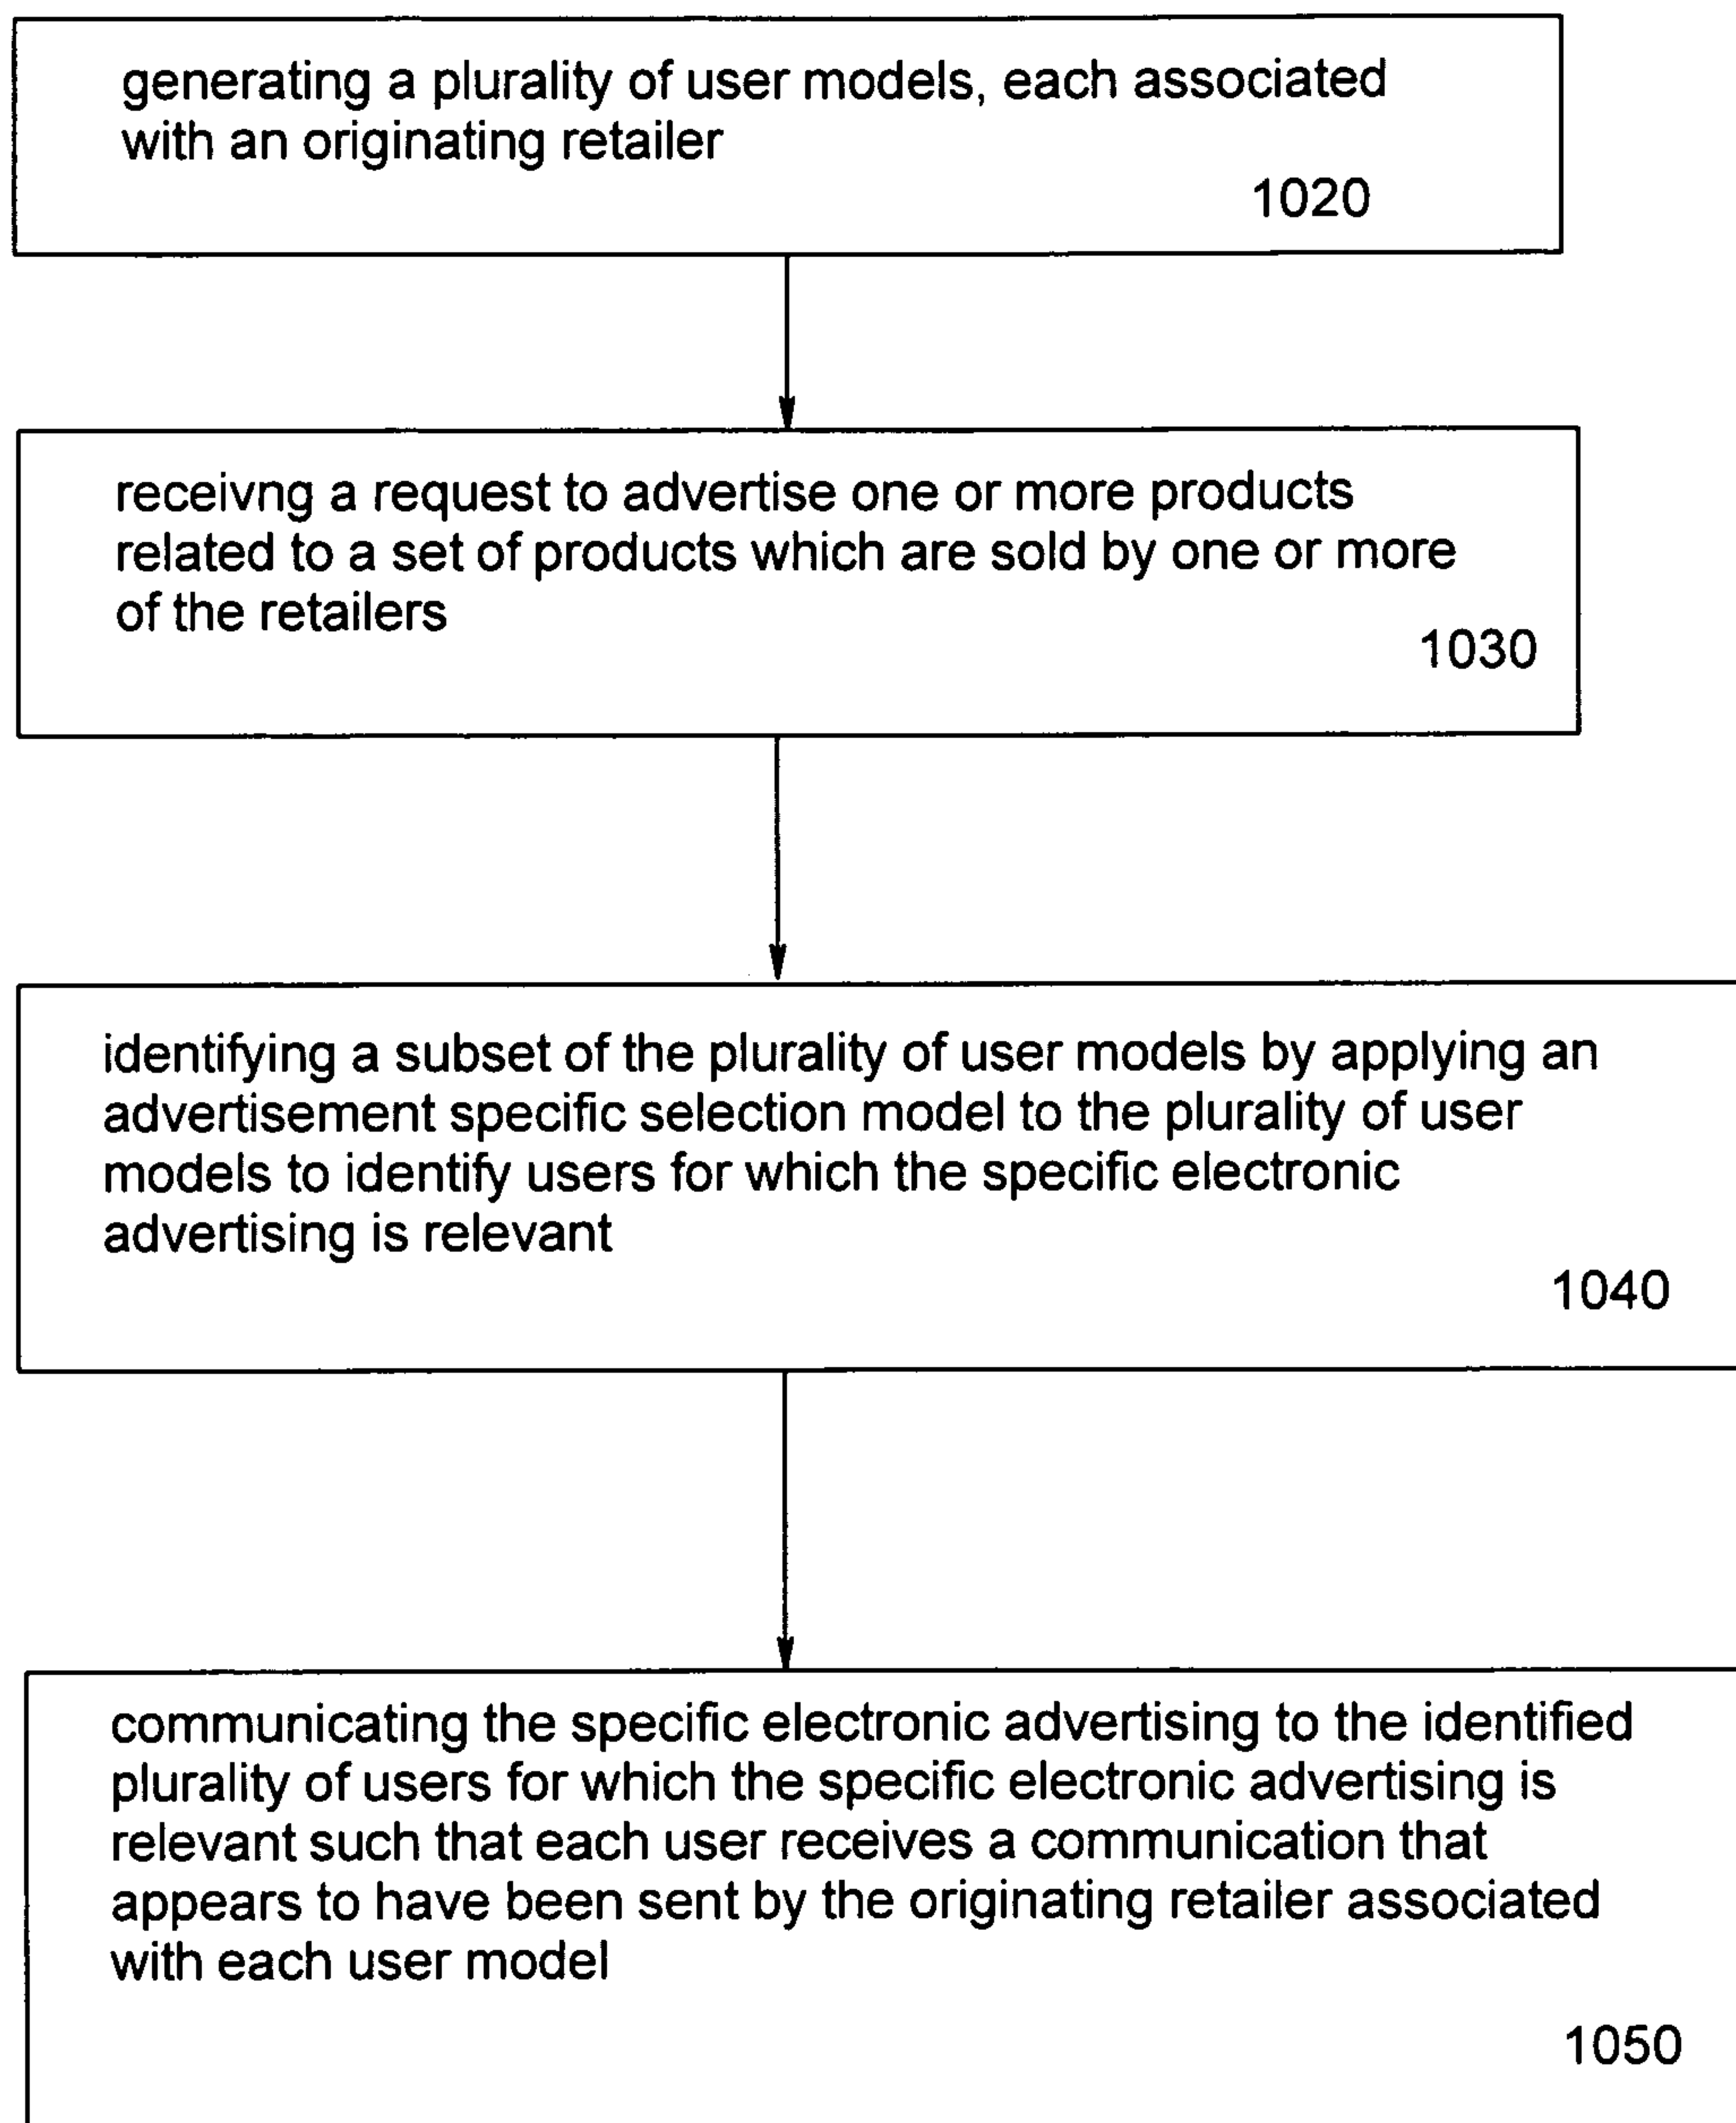 generating a plurality of user models, each associated
with an originating retailer
1020
receivng a request to advertise one or more products
related to a set of products which are sold by one or more
of the retailers
1030
identifying a subset of the plurality of user models by applying an
advertisement specific selection model to the plurality of user
models to identify users for which the specific electronic
advertising is relevant
1040
communicating the specific electronic advertising to the identified
plurality of users for which the specific electronic advertising is
relevant such that each user receives a communication that
appears to have been sent by the originating retailer associated
with each user model
1050